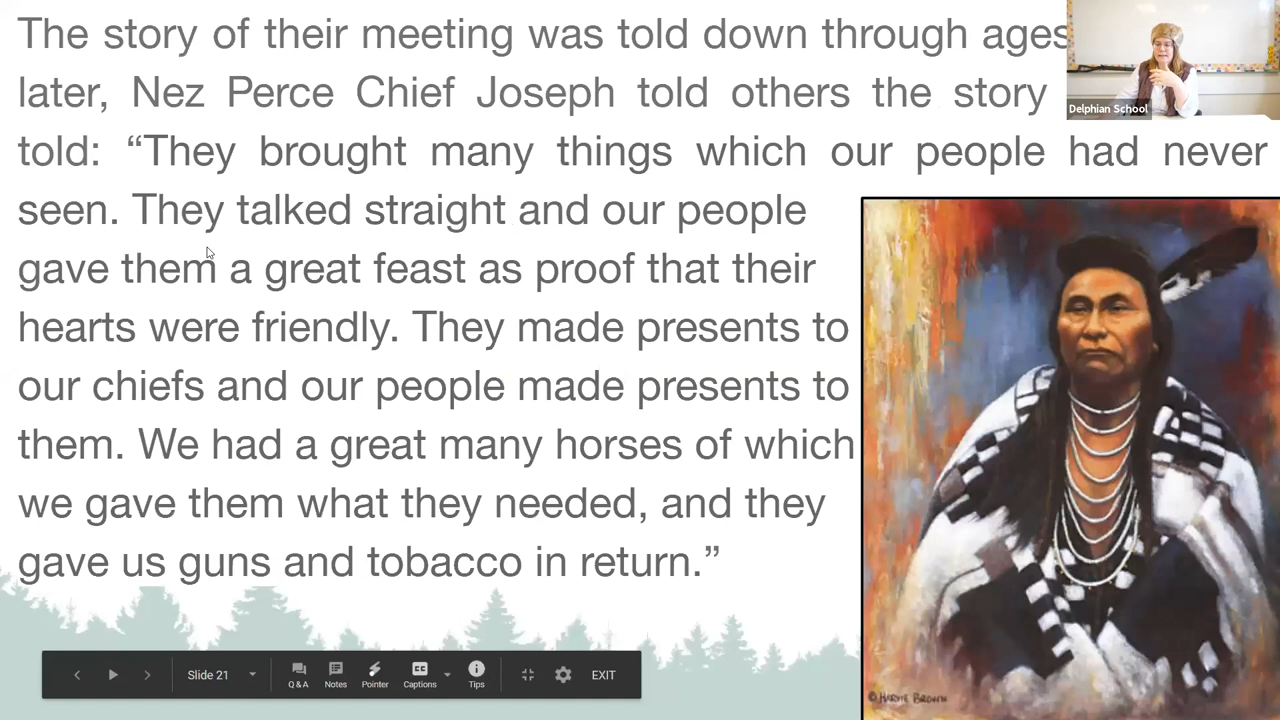 The story of their meeting was told down through ages
later, Nez Perce Chief Joseph told others the story
told: “They brought many things which our people had never
seen. They talked straight and our people
gave them a great feast as proof that their
hearts were friendly. They made presents to
our chiefs and our people made presents to
them. We had a great many horses of which
we gave them what they needed, and they
gave us guns and tobacco in return.”
Delphian School
© Marvie Brown
Slide 21
Q & A
Notes
Pointer
CC
Captions
Tips
EXIT